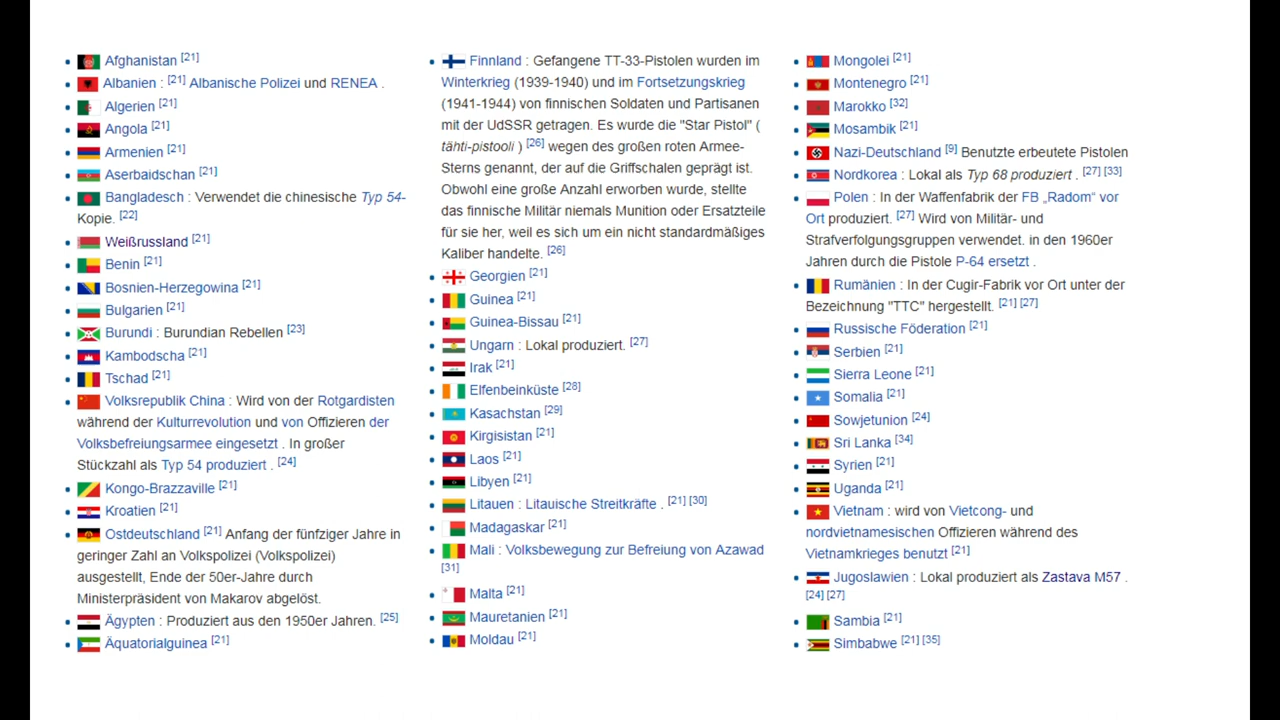 Afghanistan [21]
Albanien : [21] Albanische Polizei und RENEA .
Algerien [21]
Angola [21]
Armenien [21]
Aserbaidschan [21]
Bangladesch : Verwendet die chinesische Typ 54-
Kopie. [22]
Weißrussland [21]
Benin [21]
Bosnien-Herzegowina [21]
Bulgarien [21]
Burundi : Burundian Rebellen [23]
Kambodscha [21]
Tschad [21]
Volksrepublik China : Wird von der Rotgardisten
während der Kulturrevolution und von Offizieren der
Volksbefreiungsarmee eingesetzt . In großer
Stückzahl als Typ 54 produziert . [24]
Kongo-Brazzaville [21]
Kroatien [21]
Ostdeutschland [21] Anfang der fünfziger Jahre in
geringer Zahl an Volkspolizei (Volkspolizei)
ausgestellt, Ende der 50er-Jahre durch
Ministerpräsident von Makarov abgelöst.
Ägypten : Produziert aus den 1950er Jahren. [25]
Äquatorialguinea [21]
Finnland : Gefangene TT-33-Pistolen wurden im
Winterkrieg (1939-1940) und im Fortsetzungskrieg
(1941-1944) von finnischen Soldaten und Partisanen
mit der UdSSR getragen. Es wurde die "Star Pistol" (
tähti-pistooli ) [26] wegen des großen roten Armee-
Sterns genannt, der auf die Griffschalen geprägt ist.
Obwohl eine große Anzahl erworben wurde, stellte
das finnische Militär niemals Munition oder Ersatzteile
für sie her, weil es sich um ein nicht standardmäßiges
Kaliber handelte. [26]
Georgien [21]
Guinea [21]
Guinea-Bissau [21]
Ungarn : Lokal produziert. [27]
Irak [21]
Elfenbeinküste [28]
Kasachstan [29]
Kirgisistan [21]
Laos [21]
Libyen [21]
Litauen : Litauische Streitkräfte . [21] [30]
Madagaskar [21]
Mali : Volksbewegung zur Befreiung von Azawad
[31]
Malta [21]
Mauretanien [21]
Moldau [21]
Mongolei [21]
Montenegro [21]
Marokko [32]
Mosambik [21]
Nazi-Deutschland [9] Benutzte erbeutete Pistolen
Nordkorea : Lokal als Typ 68 produziert . [27] [33]
Polen : In der Waffenfabrik der FB „Radom" vor
Ort produziert. [27] Wird von Militär- und
Strafverfolgungsgruppen verwendet. in den 1960er
Jahren durch die Pistole P-64 ersetzt .
Rumänien : In der Cugir-Fabrik vor Ort unter der
Bezeichnung "TTC" hergestellt. [21] [27]
Russische Föderation [21]
Serbien [21]
Sierra Leone [21]
Somalia [21]
Sowjetunion [24]
Sri Lanka [34]
Syrien [21]
Uganda [21]
Vietnam : wird von Vietcong- und
nordvietnamesischen Offizieren während des
Vietnamkrieges benutzt [21]
Jugoslawien : Lokal produziert als Zastava M57 .
[24] [27]
Sambia [21]
Simbabwe [21] [35]